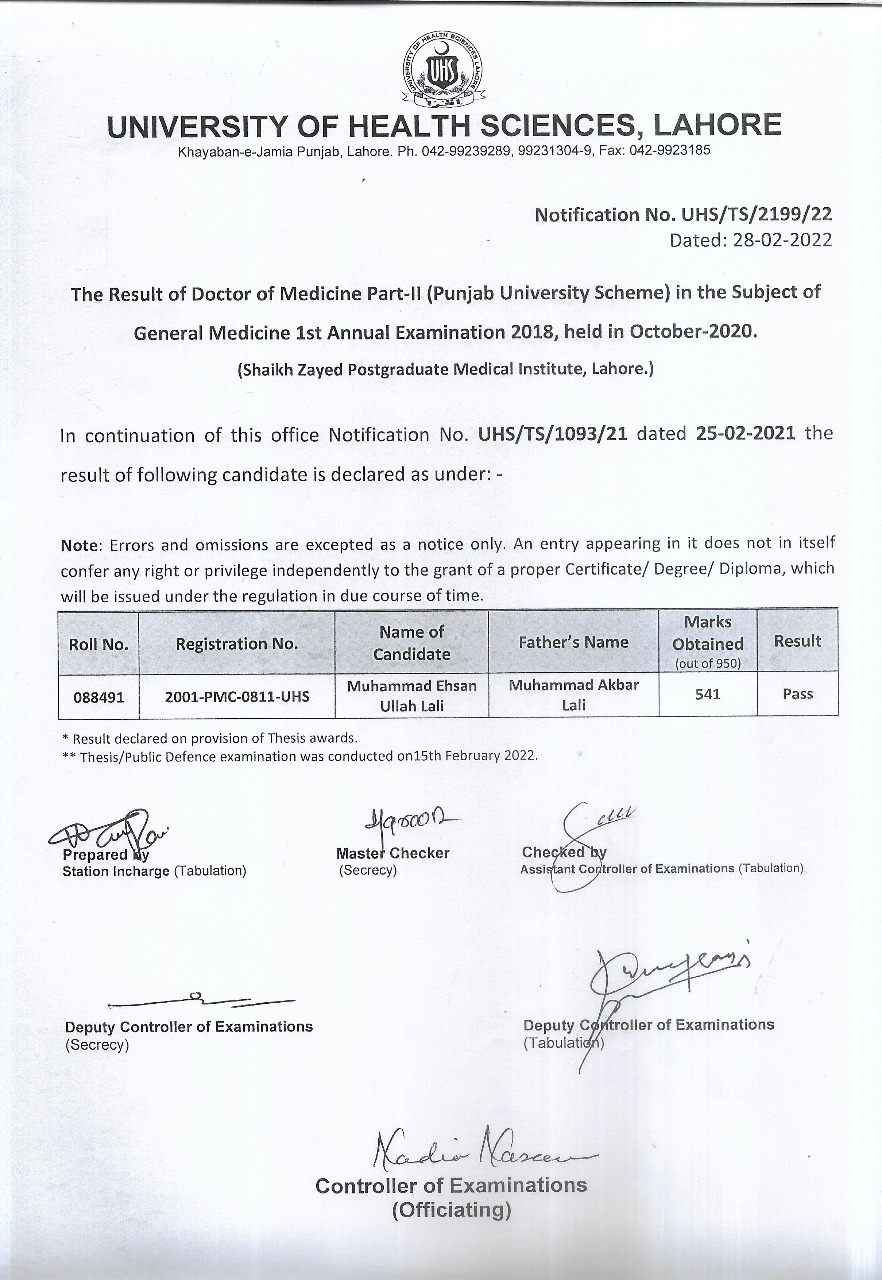 UNIVERSITY OF HEALTH SCIENCES LAHORE
UHS
UNIVERSITY OF HEALTH SCIENCES, LAHORE
Khayaban-e-Jamia Punjab, Lahore. Ph. 042-99239289, 99231304-9, Fax: 042-9923185
Notification No. UHS/TS/2199/22
Dated: 28-02-2022
The Result of Doctor of Medicine Part-II (Punjab University Scheme) in the Subject of
General Medicine 1st Annual Examination 2018, held in October-2020.
(Shaikh Zayed Postgraduate Medical Institute, Lahore.)
In continuation of this office Notification No. UHS/TS/1093/21 dated 25-02-2021 the
result of following candidate is declared as under: -
Note: Errors and omissions are excepted as a notice only. An entry appearing in it does not in itself
confer any right or privilege independently to the grant of a proper Certificate/ Degree/ Diploma, which
will be issued under the regulation in due course of time.
Roll No. Registration No. Name of Candidate Father's Name Marks Obtained (out of 950) Result
088491 2001-PMC-0811-UHS Muhammad Ehsan Ullah Lali Muhammad Akbar Lali 541 Pass
* Result declared on provision of Thesis awards.
** Thesis/Public Defence examination was conducted on15th February 2022.
Prepared by Master Checker Checked by
Station Incharge (Tabulation) (Secrecy) Assistant Controller of Examinations (Tabulation)
Deputy Controller of Examinations Deputy Controller of Examinations
(Secrecy) (Tabulation)
Nadia Naseem
Controller of Examinations
(Officiating)